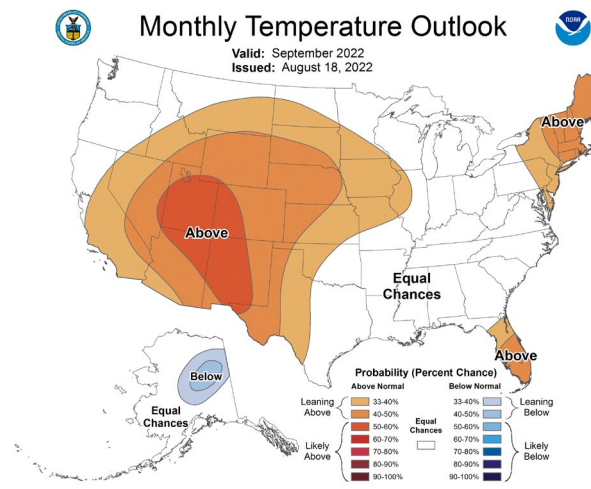 Monthly Temperature Outlook
Valid: September 2022
Issued: August 18, 2022
NOAA
Above
Above
Equal
Chances
Above
Below
Equal
Chances
Probability (Percent Chance)
Above Normal
Below Normal
Leaning
Above
33-40%
40-50%
Likely
Above
50-60%
60-70%
70-80%
80-90%
90-100%
Equal
Chances
33-40%
40-50%
Leaning
Below
50-60%
60-70%
70-80%
80-90%
90-100%
Likely
Below